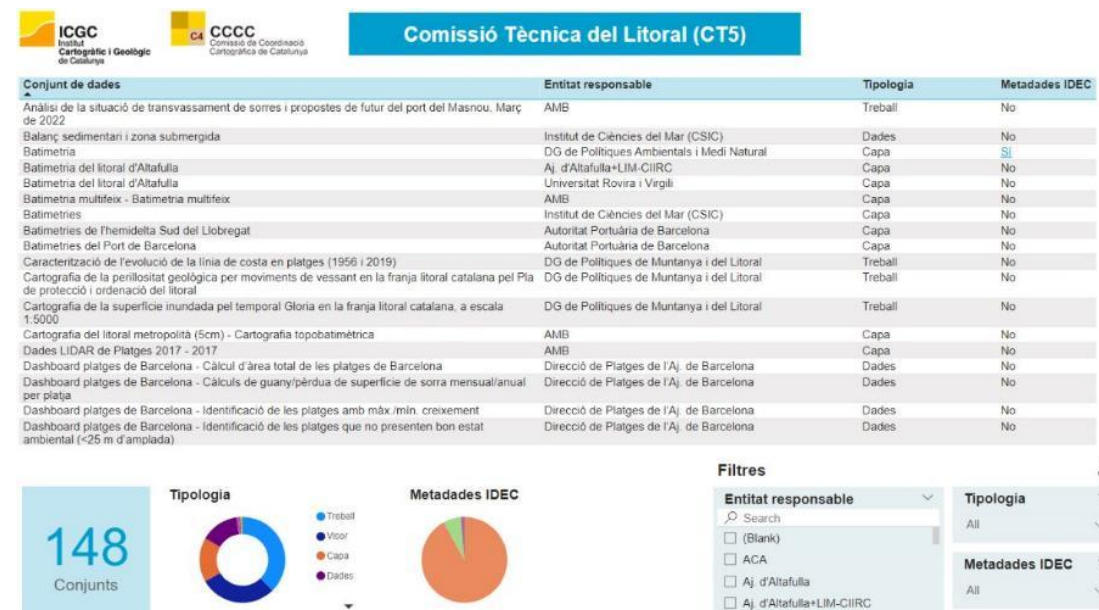 ICGC
Institut
Cartogràfic i Geològic
de Catalunya
C4 CCCC
Comissió de Coordinació
Cartogràfica de Catalunya
Comissió Tècnica del Litoral (CT5)
Conjunt de dades Entitat responsable Tipologia Metadades IDEC
Anàlisi de la situació de transvassament de sorres i propostes de futur del port del Masnou, Març AMB Treball No
de 2022
Balanç sedimentari i zona submergida Institut de Ciències del Mar (CSIC) Dades No
Batimetria DG de Polítiques Ambientals i Medi Natural Capa Sí
Batimetria del litoral d'Altafulla Aj. d'Altafulla+LIM-CIIRC Capa No
Batimetria del litoral d'Altafulla Universitat Rovira i Virgili Capa No
Batimetria multifeix - Batimetria multifeix AMB Capa No
Batimetries Institut de Ciències del Mar (CSIC) Capa No
Batimetries de l'hemidelta Sud del Llobregat Autoritat Portuària de Barcelona Capa No
Batimetries del Port de Barcelona Autoritat Portuària de Barcelona Capa No
Caracterització de l'evolució de la línia de costa en platges (1956 i 2019) DG de Polítiques de Muntanya i del Litoral Treball No
Cartografia de la perillositat geològica per moviments de vessant en la franja litoral catalana pel Pla DG de Polítiques de Muntanya i del Litoral Treball No
de protecció i ordenació del litoral
Cartografia de la superfície inundada pel temporal Gloria en la franja litoral catalana, a escala DG de Polítiques de Muntanya i del Litoral Treball No
1:5000
Cartografia del litoral metropolità (5cm) - Cartografia topobatimètrica AMB Capa No
Dades LIDAR de Platges 2017 - 2017 AMB Capa No
Dashboard platges de Barcelona - Càlcul d'àrea total de les platges de Barcelona Direcció de Platges de l'Aj. de Barcelona Dades No
Dashboard platges de Barcelona - Càlculs de guany/pèrdua de superfície de sorra mensual/anual Direcció de Platges de l'Aj. de Barcelona Dades No
per platja
Dashboard platges de Barcelona - Identificació de les platges amb màx./mín. creixement Direcció de Platges de l'Aj. de Barcelona Dades No
Dashboard platges de Barcelona - Identificació de les platges que no presenten bon estat Direcció de Platges de l'Aj. de Barcelona Dades No
ambiental (<25 m d'amplada)
148
Conjunts
Tipologia
Treball
Visor
Capa
Dades
Metadades IDEC
Filtres
Entitat responsable
Search
(Blank)
ACA
Aj. d'Altafulla
Aj. d'Altafulla+LIM-CIIRC
Tipologia
All
Metadades IDEC
All